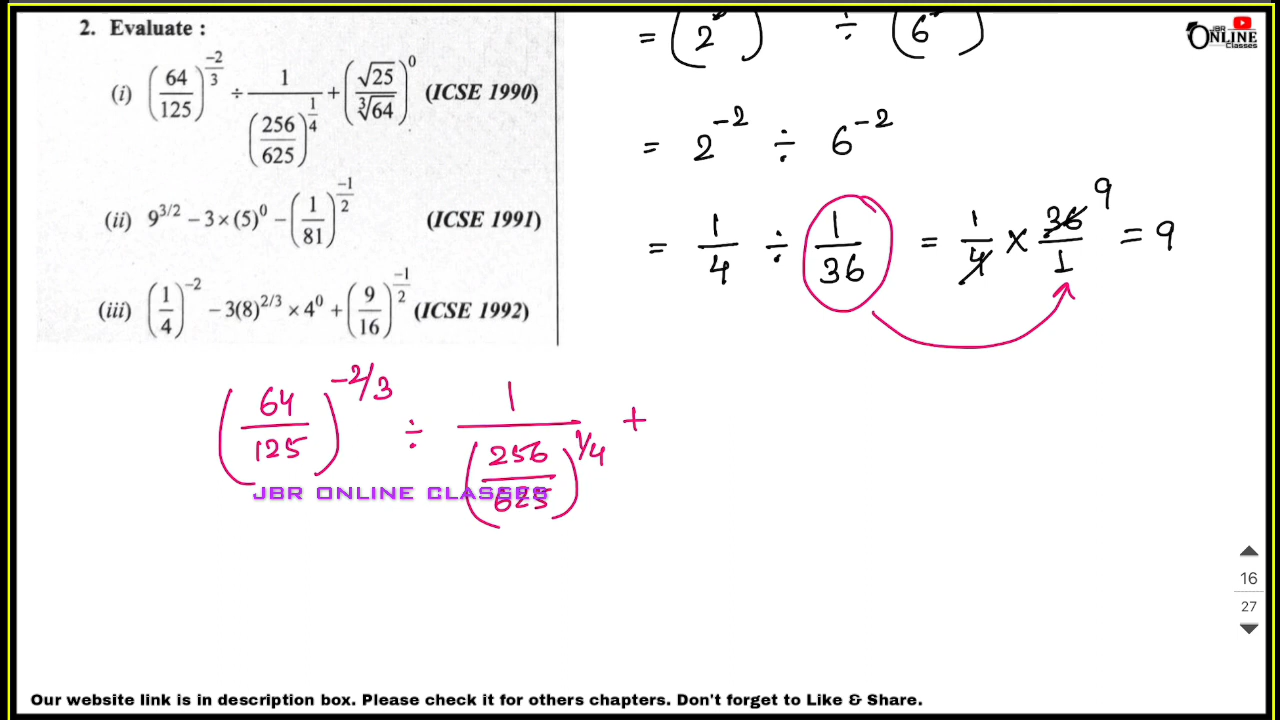 2. Evaluate :
(i) (64/125)^(-2/3) ÷ 1/(256/625)^(1/4) + (√25/∛64)^0 (ICSE 1990)
(ii) 9^(3/2) – 3 × (5)^0 – (1/81)^(-1/2) (ICSE 1991)
(iii) (1/4)^(-2) – 3(8)^(2/3) × 4^0 + (9/16)^(-1/2) (ICSE 1992)
JBR
ONLINE
Classes
= 2^(-2) ÷ 6^(-2)
= 1/4 ÷ 1/36 = 1/4 × 36/1 9 = 9
(64/125)^(-2/3) ÷ 1/(256/625)^(1/4) +
JBR ONLINE CLASSES
16
27
Our website link is in description box. Please check it for others chapters. Don't forget to Like & Share.